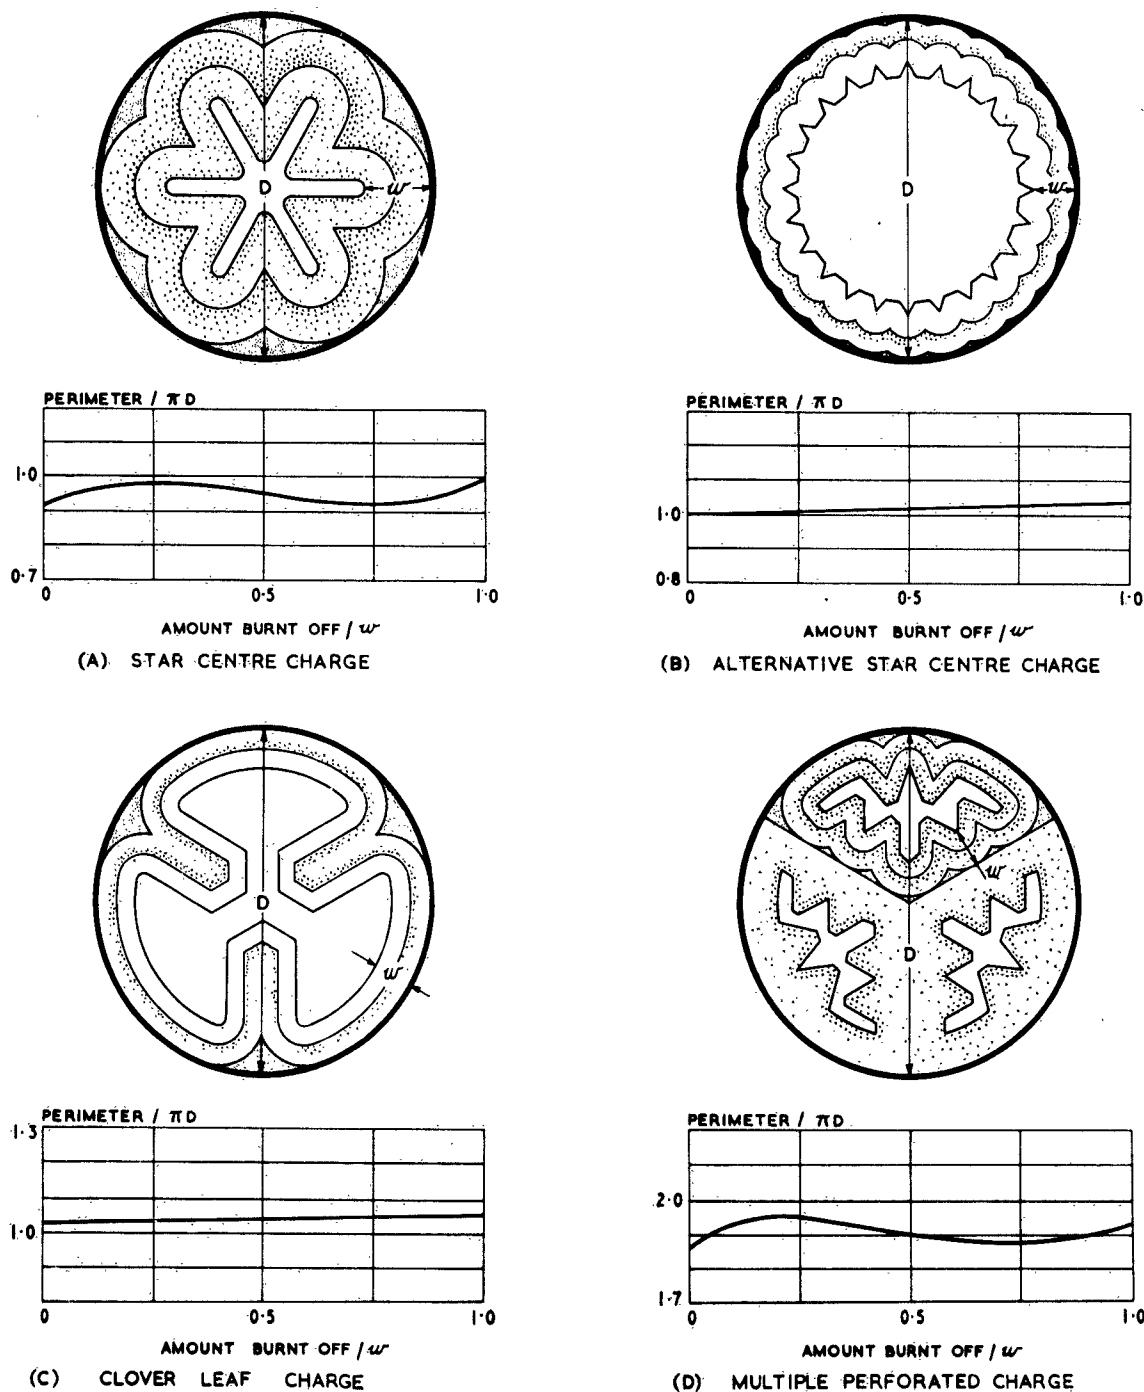 D
w
PERIMETER / πD
1.0
0.7
0 0.5 1.0
AMOUNT BURNT OFF / w
(A) STAR CENTRE CHARGE
D
w
PERIMETER / πD
1.0
0.8
0 0.5 1.0
AMOUNT BURNT OFF / w
(B) ALTERNATIVE STAR CENTRE CHARGE
D
w
PERIMETER / πD
1.3
1.0
0 0.5 1.0
AMOUNT BURNT OFF / w
(C) CLOVER LEAF CHARGE
w
D
PERIMETER / πD
2.0
1.7
0 0.5 1.0
AMOUNT BURNT OFF / w
(D) MULTIPLE PERFORATED CHARGE